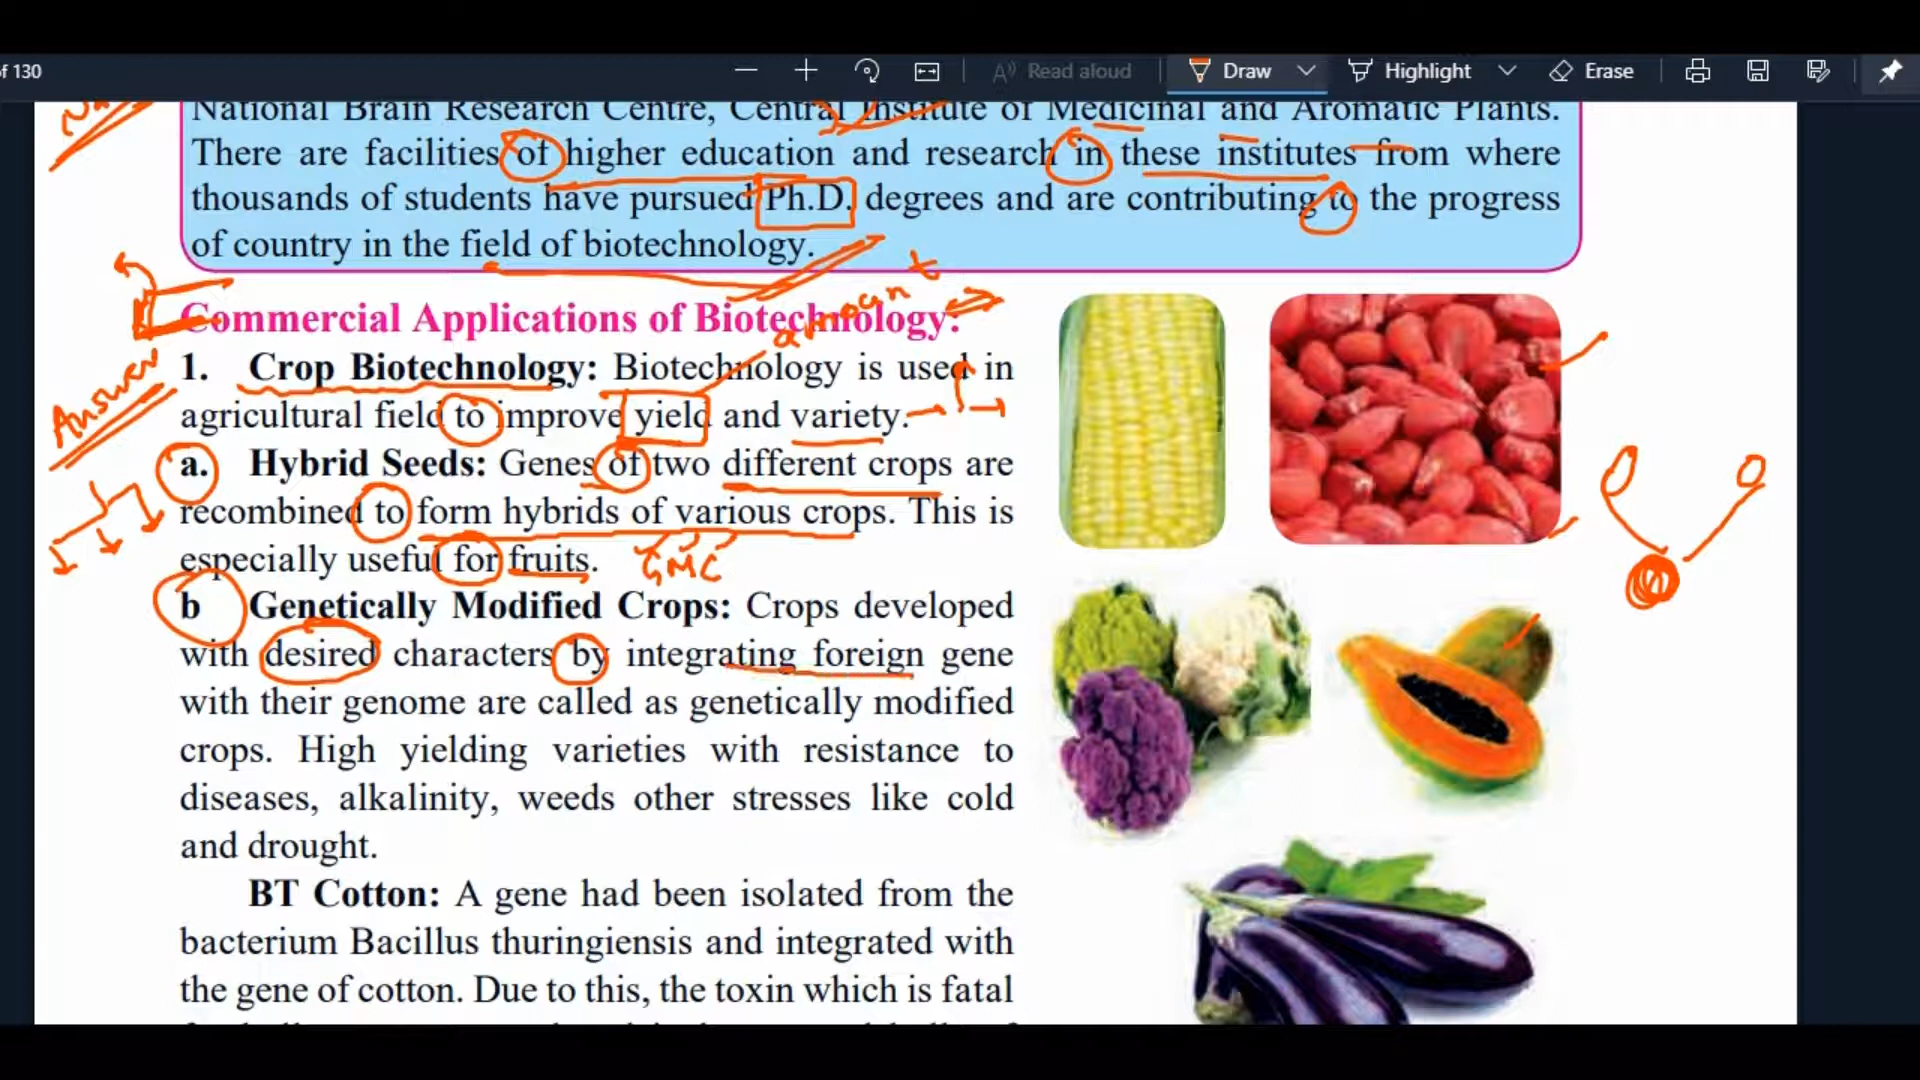 of 130
Read aloud
Draw
Highlight
Erase
National Brain Research Centre, Central Institute of Medicinal and Aromatic Plants.
There are facilities of higher education and research in these institutes from where
thousands of students have pursued Ph.D. degrees and are contributing to the progress
of country in the field of biotechnology.
Commercial Applications of Biotechnology:
amount
Answer
1. Crop Biotechnology: Biotechnology is used in
agricultural field to improve yield and variety.
a. Hybrid Seeds: Genes of two different crops are
recombined to form hybrids of various crops. This is
especially useful for fruits.
GMC
b Genetically Modified Crops: Crops developed
with desired characters by integrating foreign gene
with their genome are called as genetically modified
crops. High yielding varieties with resistance to
diseases, alkalinity, weeds other stresses like cold
and drought.
BT Cotton: A gene had been isolated from the
bacterium Bacillus thuringiensis and integrated with
the gene of cotton. Due to this, the toxin which is fatal